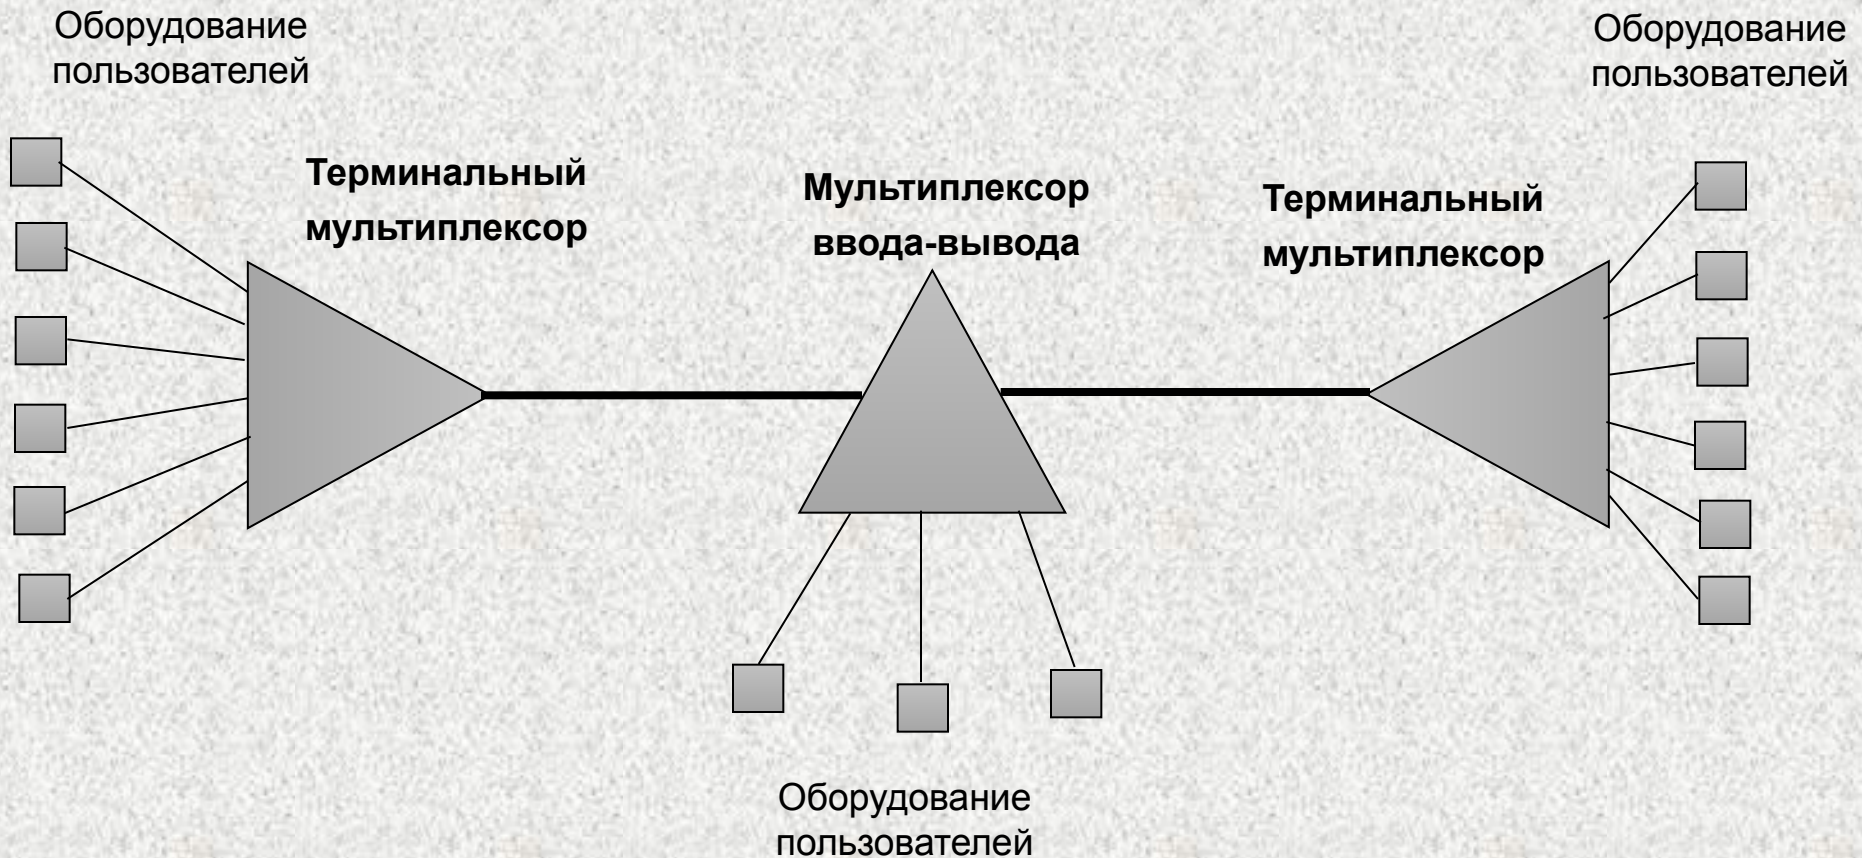 Оборудование
пользователей
Оборудование
пользователей
Терминальный
мультиплексор
Мультиплексор
ввода-вывода
Терминальный
мультиплексор
Оборудование
пользователей